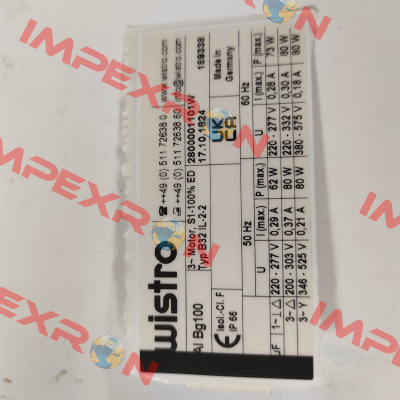 wistro
++49 (0) 511 72638 0 www.wistro.com
++49 (0) 511 72638 60 info@wistro.com
AI Bg100
3~ Motor, S1-100% ED 2800001101W 189338
Typ B32 IL-2-2 17.10.1824
CE Isol.-Cl. F
IP 66
UKCA
Made in
Germany
50 Hz 60 Hz
µF U I (max.) P (max.) U I (max.) P (max.)
1~⊥△ 220 - 277 V 0,29 A 62 W 220 - 277 V 0,28 A 73 W
3~△ 200 - 303 V 0,37 A 80 W 220 - 332 V 0,30 A 80 W
3~Y 346 - 525 V 0,21 A 80 W 380 - 575 V 0,18 A 80 W
IMPEXRON
IMPEXRON
IMPEXRON